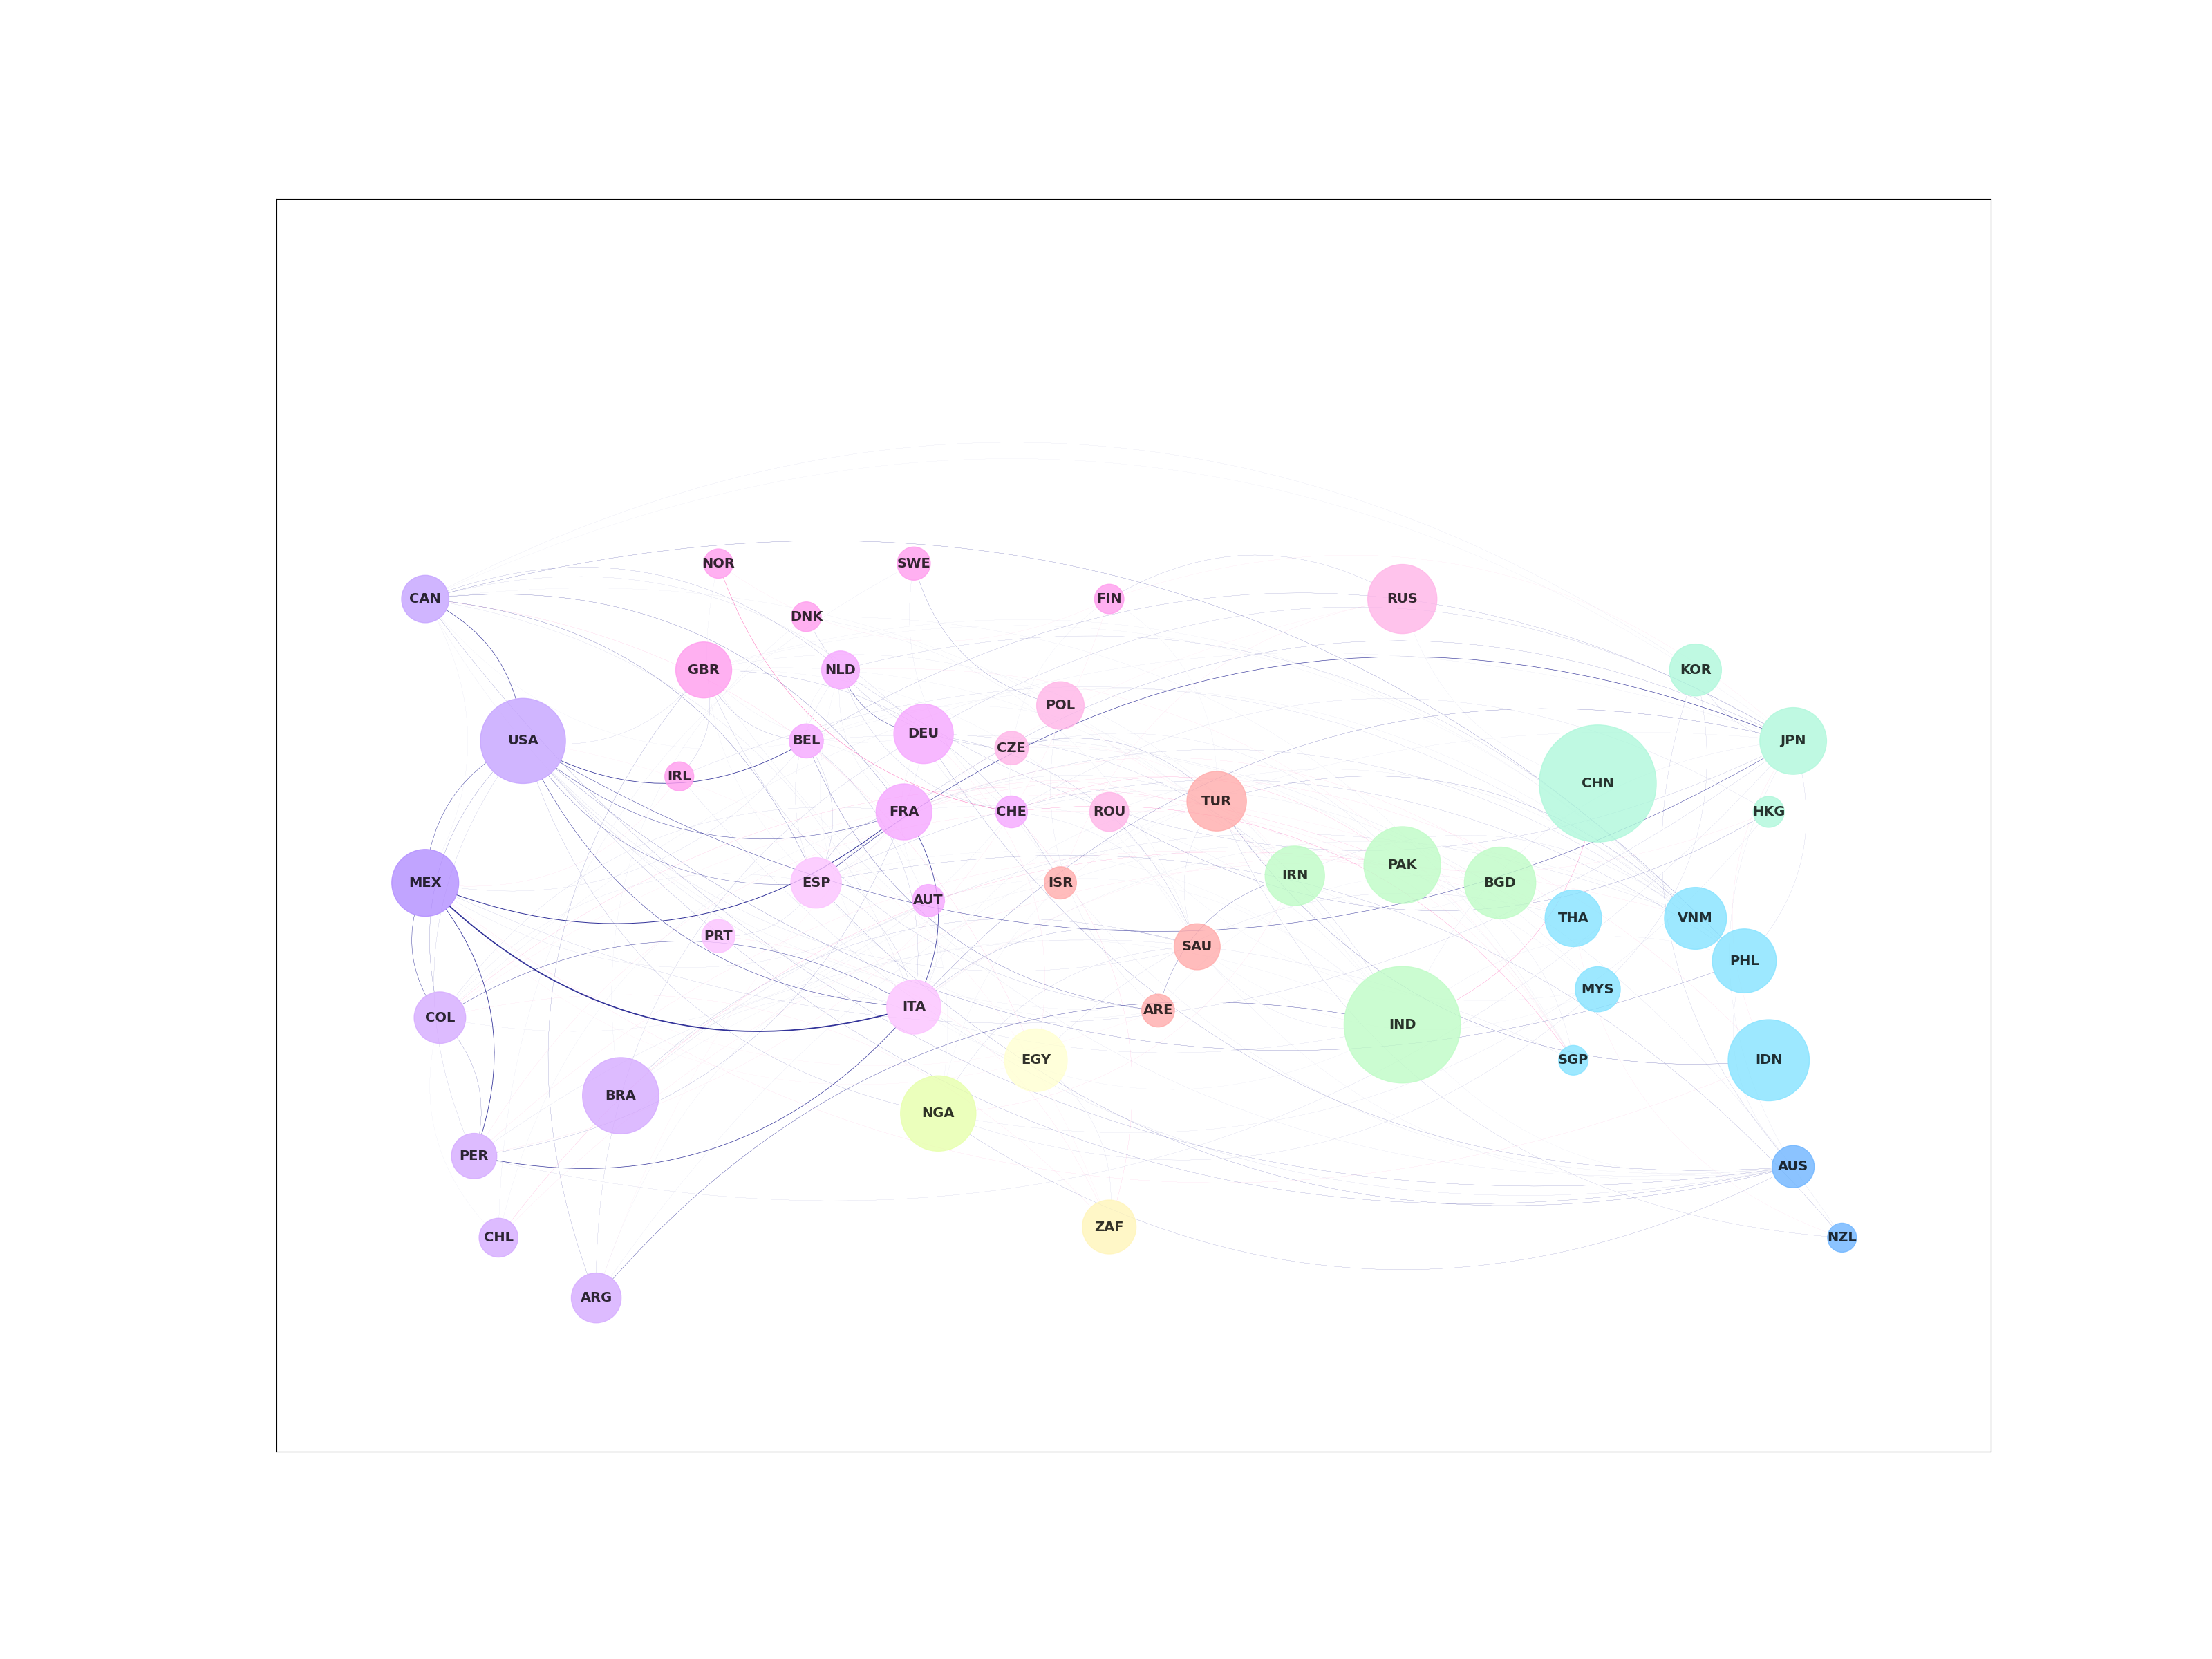 NOR
SWE
CAN
FIN
RUS
DNK
GBR
NLD
KOR
POL
USA
BEL
DEU
CZE
JPN
IRL
CHN
FRA
CHE
ROU
TUR
HKG
MEX
ESP
ISR
IRN
PAK
BGD
AUT
THA
VNM
PRT
SAU
PHL
MYS
COL
ITA
ARE
IND
EGY
SGP
IDN
BRA
NGA
PER
AUS
CHL
ZAF
NZL
ARG